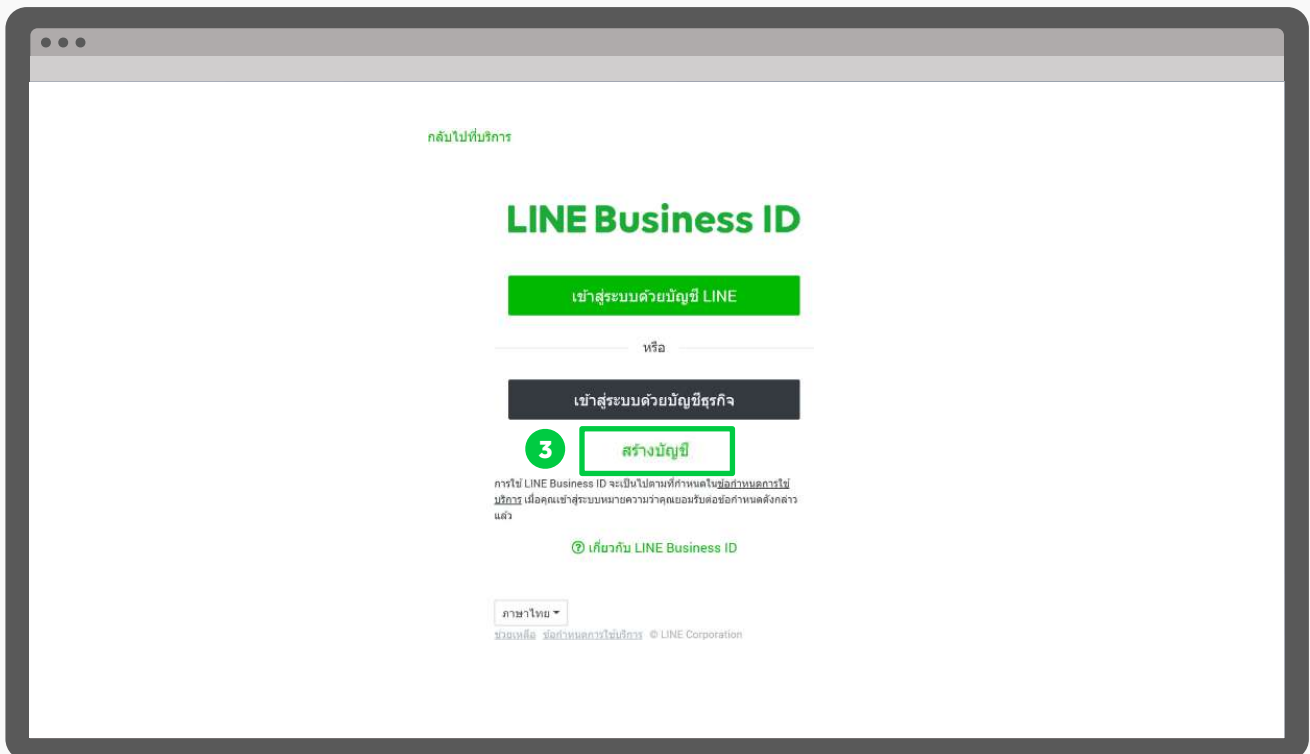 กลับไปที่บริการ
LINE Business ID
เข้าสู่ระบบด้วยบัญชี LINE
หรือ
เข้าสู่ระบบด้วยบัญชีธุรกิจ
3 สร้างบัญชี
การใช้ LINE Business ID จะเป็นไปตามที่กำหนดในข้อกำหนดการใช้
บริการ เมื่อคุณเข้าสู่ระบบหมายความว่าคุณยอมรับต่อข้อกำหนดดังกล่าว
แล้ว
? เกี่ยวกับ LINE Business ID
ภาษาไทย
ช่วยเหลือ ข้อกำหนดการใช้บริการ © LINE Corporation